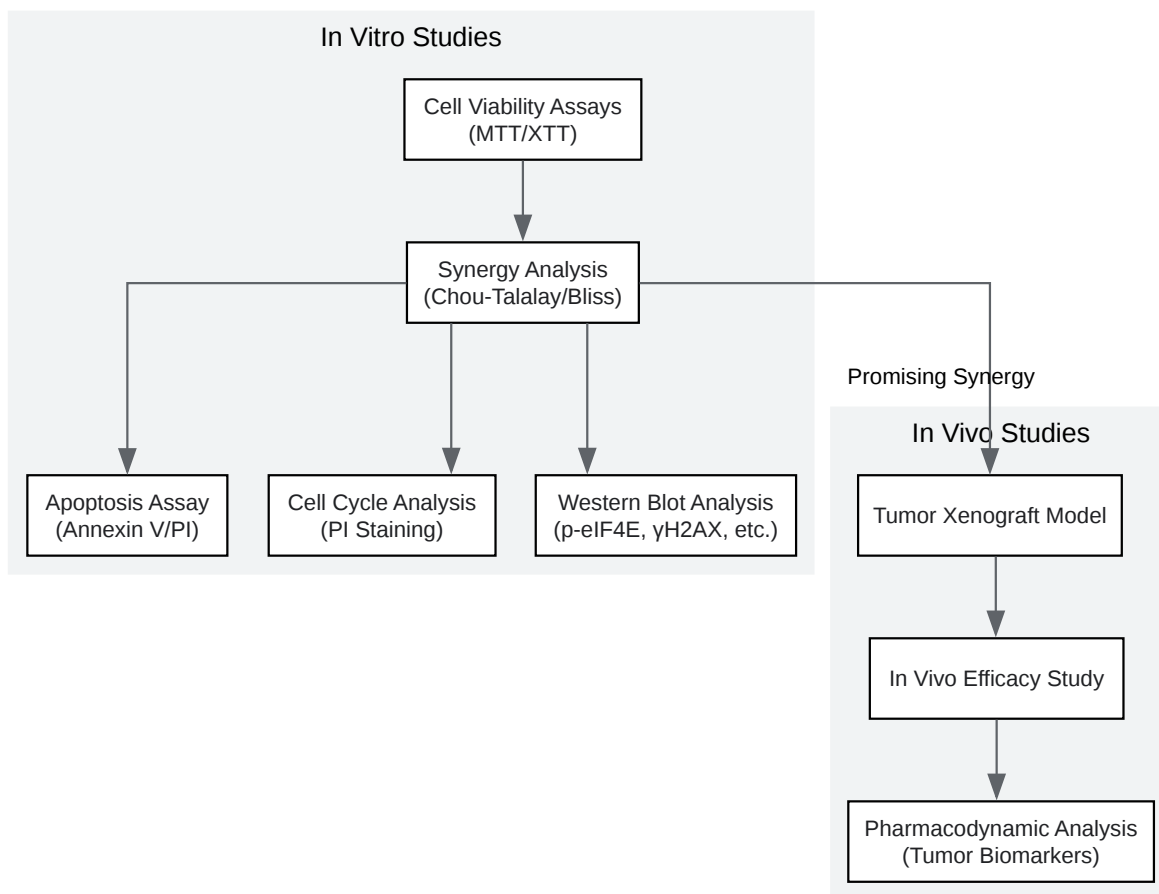 In Vitro Studies
Cell Viability Assays
(MTT/XTT)
Synergy Analysis
(Chou-Talalay/Bliss)
Promising Synergy
In Vivo Studies
Apoptosis Assay
(Annexin V/PI)
Cell Cycle Analysis
(PI Staining)
Western Blot Analysis
(p-eIF4E, γH2AX, etc.)
Tumor Xenograft Model
In Vivo Efficacy Study
Pharmacodynamic Analysis
(Tumor Biomarkers)